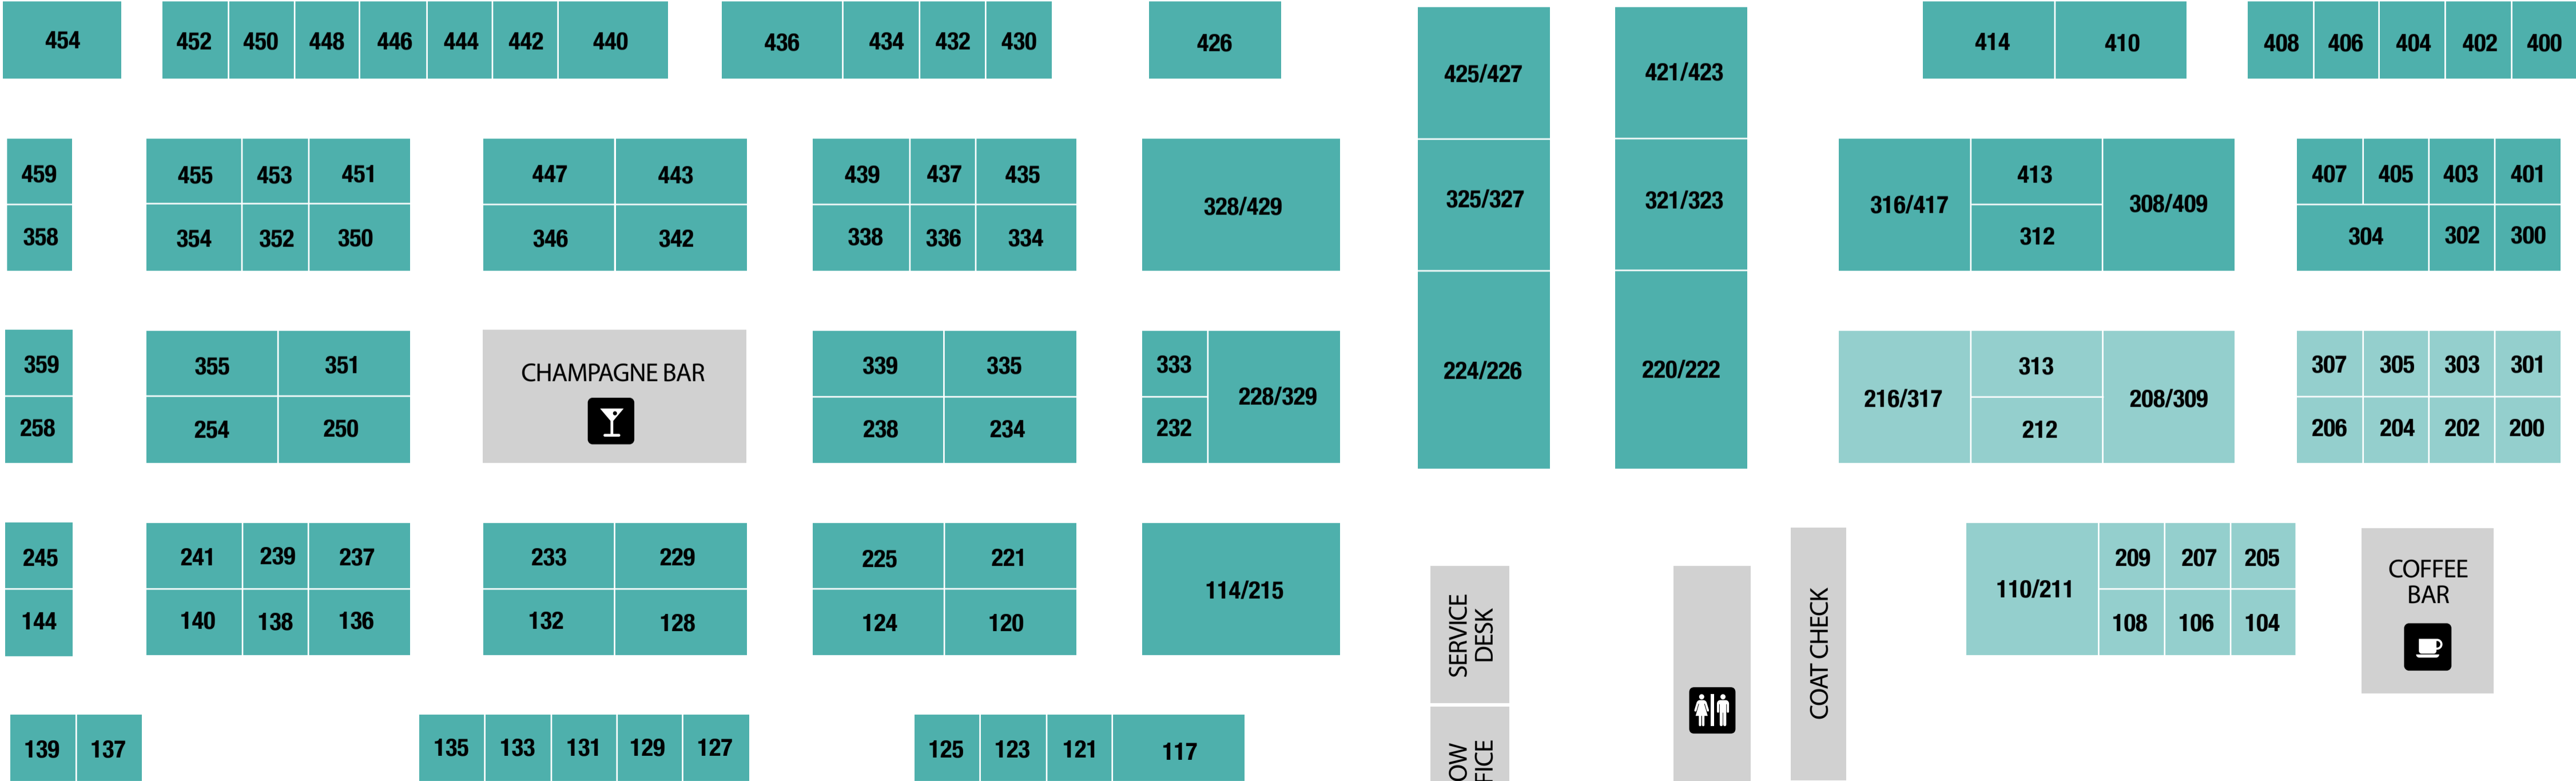 454 452 450 448 446 444 442 440 436 434 432 430 426 425/427 421/423 414 410 408 406 404 402 400
459 455 453 451 447 443 439 437 435 328/429 325/327 321/323 316/417 413 308/409 407 405 403 401
358 354 352 350 346 342 338 336 334 312 304 302 300
359 355 351 CHAMPAGNE BAR 339 335 333 228/329 224/226 220/222 216/317 313 208/309 307 305 303 301
258 254 250 238 234 232 212 206 204 202 200
245 241 239 237 233 229 225 221 114/215 110/211 209 207 205 COFFEE
BAR
144 140 138 136 132 128 124 120 108 106 104
SERVICE
DESK
COAT CHECK
139 137 135 133 131 129 127 125 123 121 117